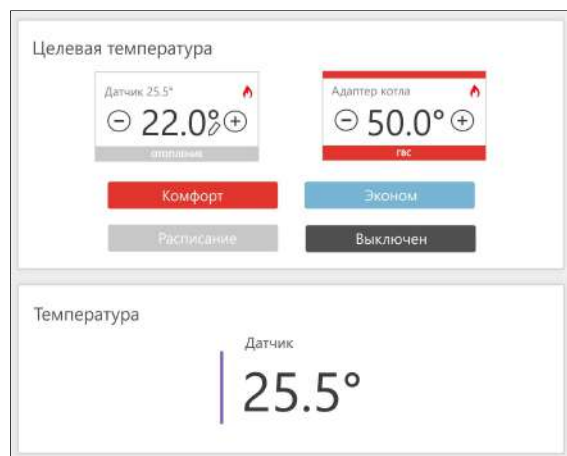 Целевая температура
Датчик 25.5°
Адаптер котла
22.0°
50.0°
отопление
гвс
Комфорт
Эконом
Расписание
Выключен
Температура
Датчик
25.5°